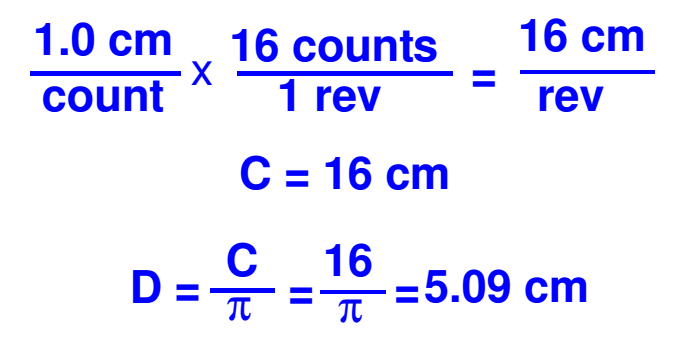 1.0 cm / count x 16 counts / 1 rev = 16 cm / rev
C = 16 cm
D = C / π = 16 / π = 5.09 cm